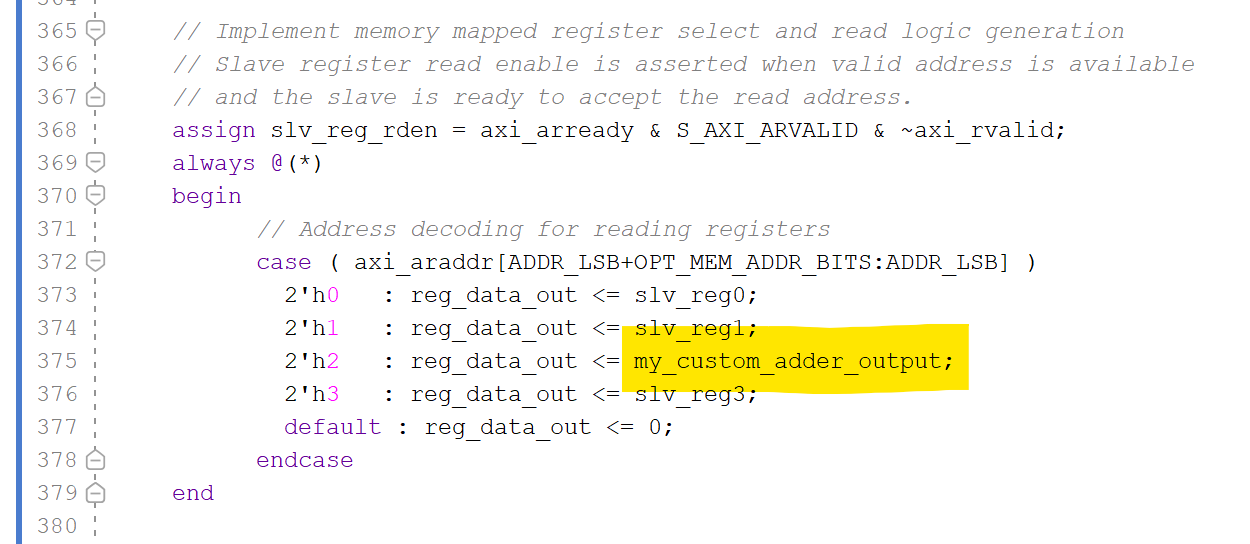 365 // Implement memory mapped register select and read logic generation
366 // Slave register read enable is asserted when valid address is available
367 // and the slave is ready to accept the read address.
368 assign slv_reg_rden = axi_arready & S_AXI_ARVALID & ~axi_rvalid;
369 always @(*)
370 begin
371 // Address decoding for reading registers
372 case ( axi_araddr[ADDR_LSB+OPT_MEM_ADDR_BITS:ADDR_LSB] )
373 2'h0 : reg_data_out <= slv_reg0;
374 2'h1 : reg_data_out <= slv_reg1;
375 2'h2 : reg_data_out <= my_custom_adder_output;
376 2'h3 : reg_data_out <= slv_reg3;
377 default : reg_data_out <= 0;
378 endcase
379 end
380